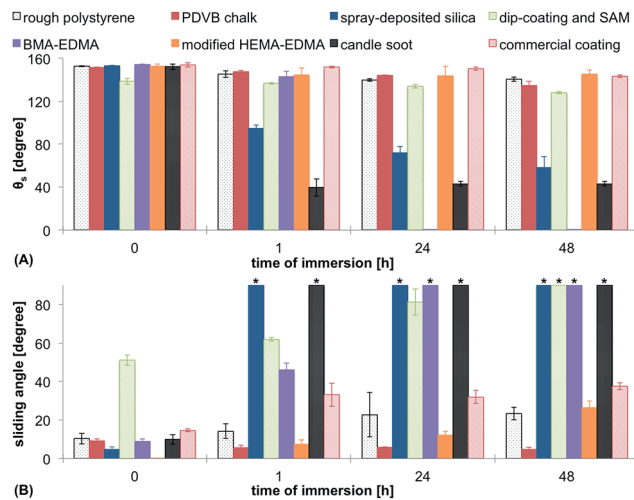 rough polystyrene PDVB chalk spray-deposited silica dip-coating and SAM
BMA-EDMA modified HEMA-EDMA candle soot commercial coating
160
120
80
40
0
θs [degree]
0 1 24 48
(A) time of immersion [h]
* * * * * * * * *
80
60
40
20
0
sliding angle [degree]
0 1 24 48
(B) time of immersion [h]